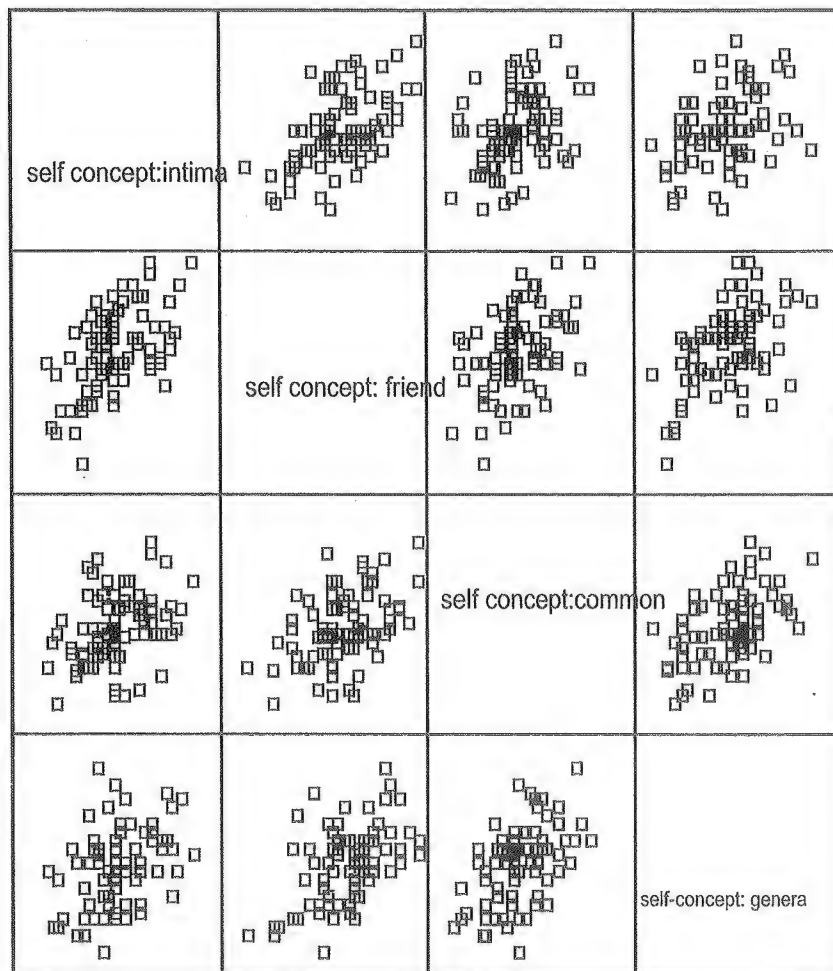 self concept:intima
self concept: friend
self concept:common
self-concept: genera